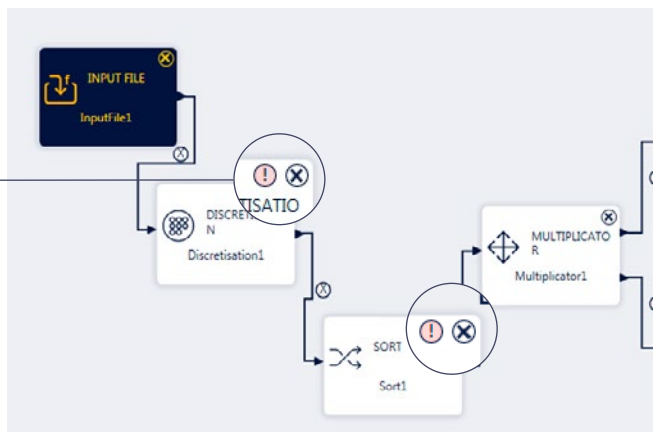 INPUT FILE
InputFile1
TISATIO
DISCRETI
N
Discretisation1
MULTIPLICATO
R
Multiplicator1
SORT
Sort1